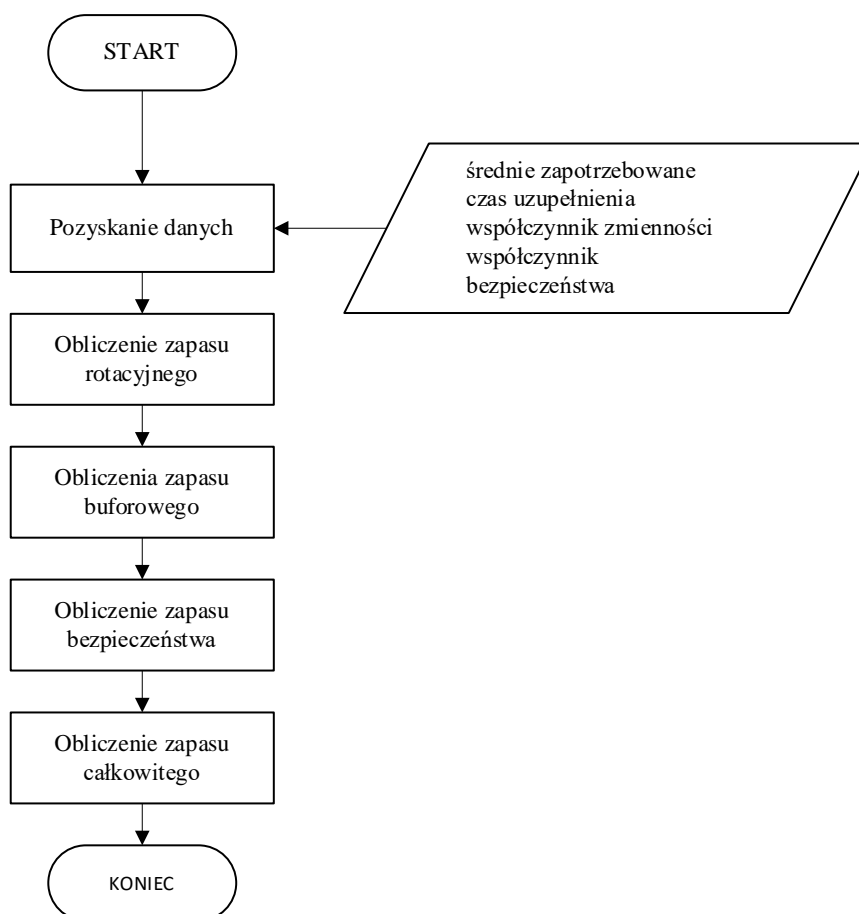 START
średnie zapotrzebowane
czas uzupełnienia
współczynnik zmienności
współczynnik
bezpieczeństwa
Pozyskanie danych
Obliczenie zapasu
rotacyjnego
Obliczenia zapasu
buforowego
Obliczenie zapasu
bezpieczeństwa
Obliczenie zapasu
całkowitego
KONIEC